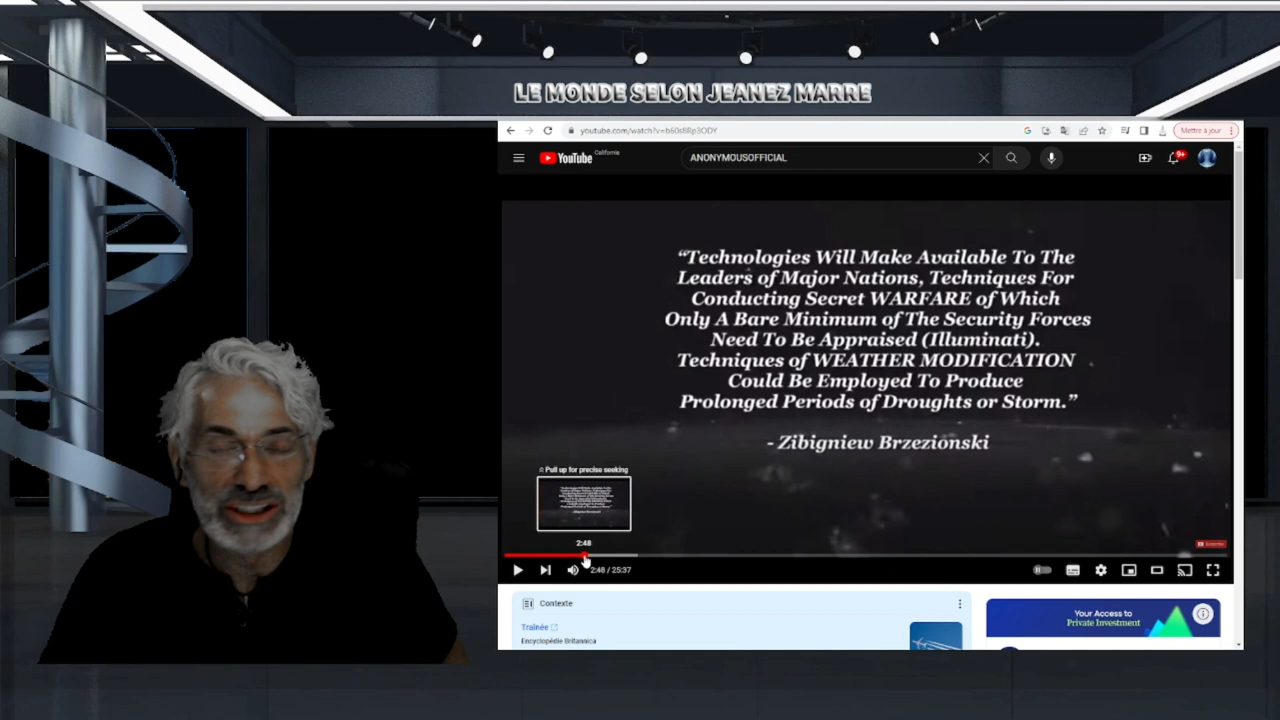 LE MONDE SELON JEANEZ MARRE
youtube.com/watch?v=b60s8Rp3ODY
Mettre à jour
YouTube
California
ANONYMOUSOFFICIAL
9+
“Technologies Will Make Available To The
Leaders of Major Nations, Techniques For
Conducting Secret WARFARE of Which
Only A Bare Minimum of The Security Forces
Need To Be Appraised (Illuminati).
Techniques of WEATHER MODIFICATION
Could Be Employed To Produce
Prolonged Periods of Droughts or Storm.”
- Zibigniew Brzezionski
Pull up for precise seeking
2:48
2:48 / 25:37
Contexte
Traînée
Encyclopédie Britannica
Your Access to
Private Investment